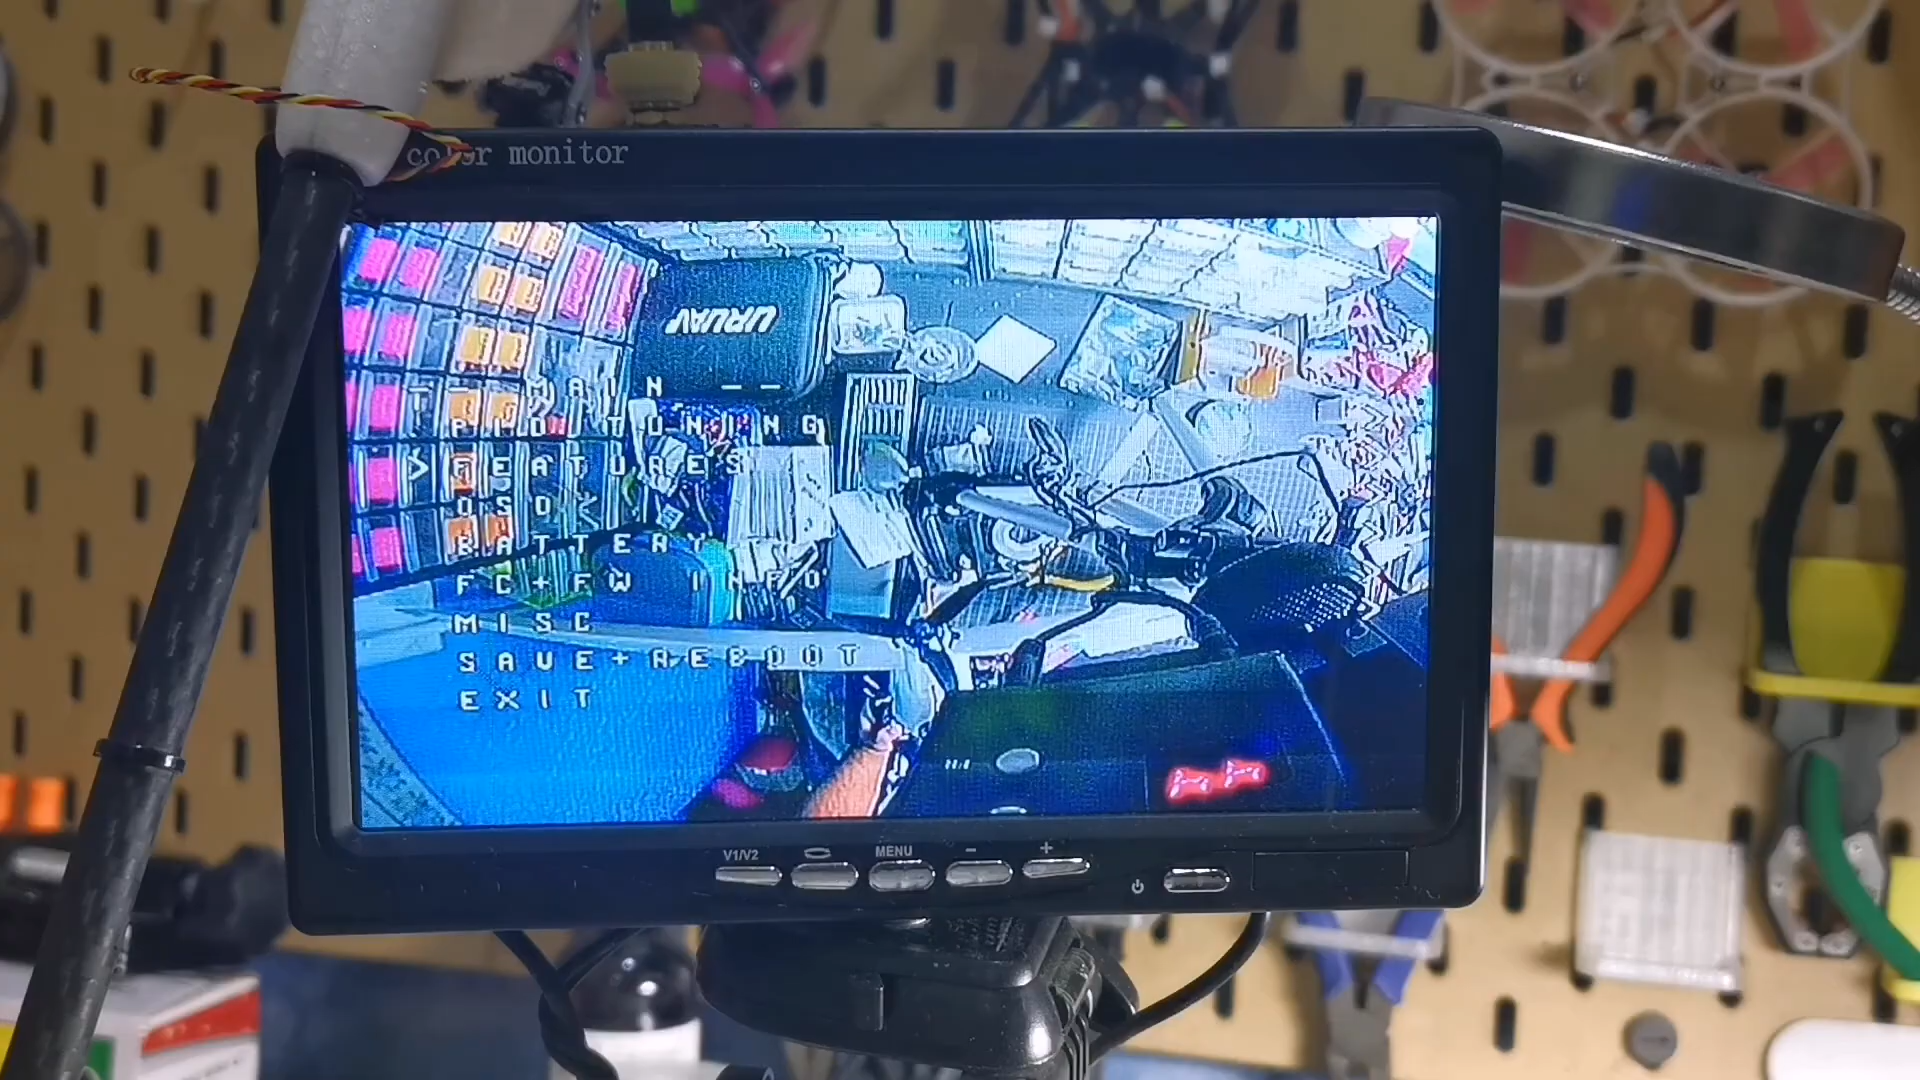 color monitor
URUAV
--- MAIN --
PID TUNING
>FEATURES
OSD
BATTERY
FC+FW INFO
MISC
SAVE+REBOOT
EXIT
V1/V2
MENU
-
+